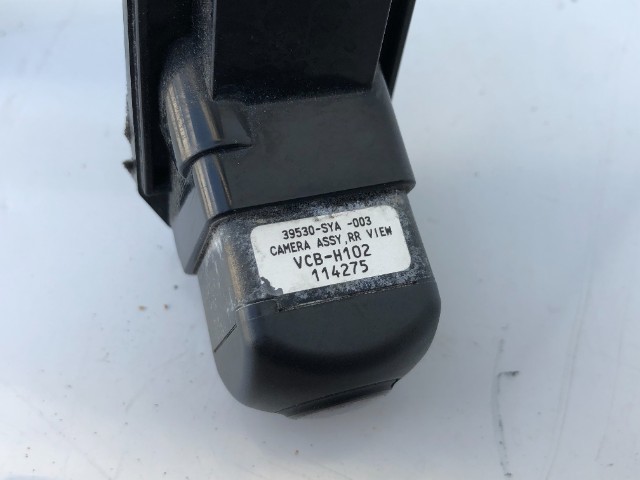 39530-SYA -003
CAMERA ASSY,RR VIEW
VCB-H102
114275